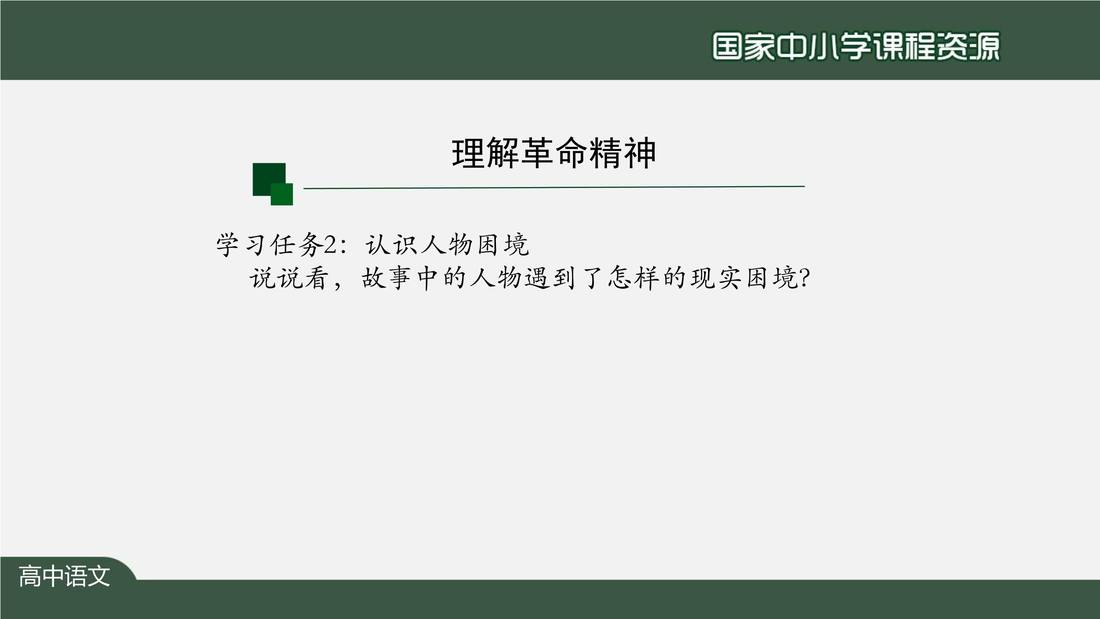 国家中小学课程资源
理解革命精神
学习任务2：认识人物困境
说说看，故事中的人物遇到了怎样的现实困境？
高中语文